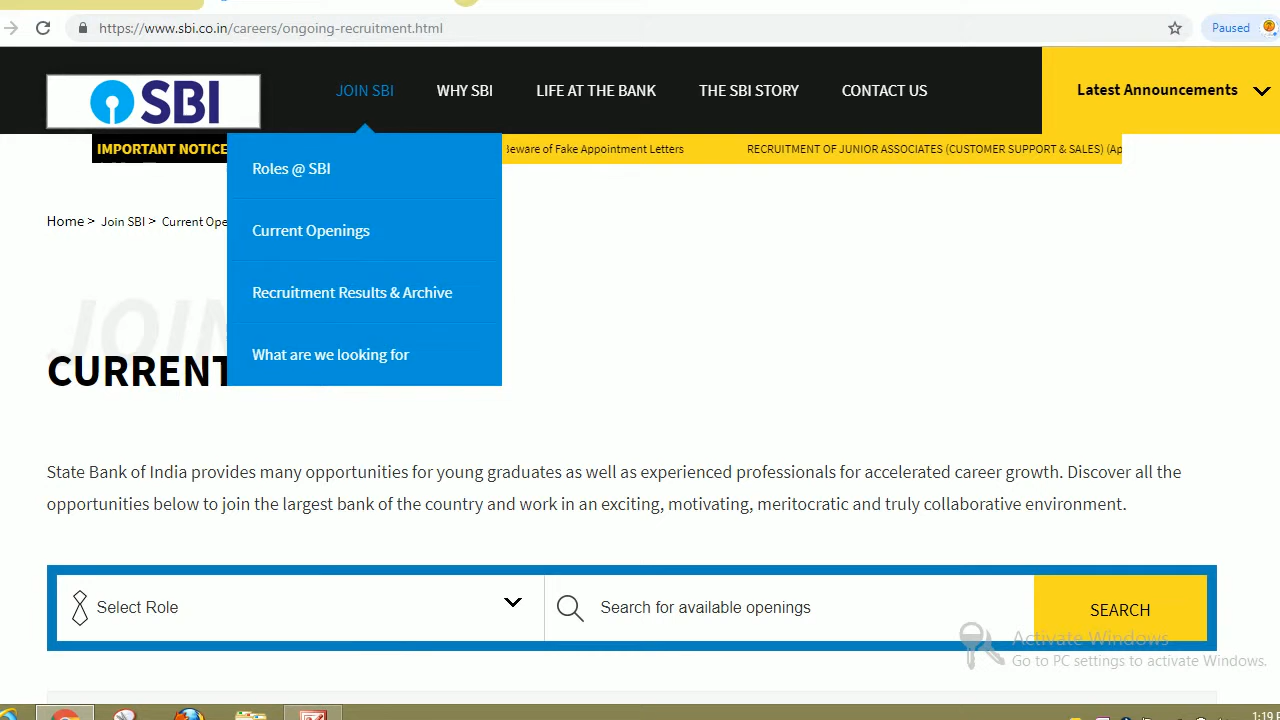 https://www.sbi.co.in/careers/ongoing-recruitment.html
Paused
SBI
JOIN SBI
WHY SBI
LIFE AT THE BANK
THE SBI STORY
CONTACT US
Latest Announcements
IMPORTANT NOTICE
Beware of Fake Appointment Letters
RECRUITMENT OF JUNIOR ASSOCIATES (CUSTOMER SUPPORT & SALES) (Ap
Roles @ SBI
Current Openings
Recruitment Results & Archive
What are we looking for
Home > Join SBI > Current Ope
JOIN
CURRENT
State Bank of India provides many opportunities for young graduates as well as experienced professionals for accelerated career growth. Discover all the
opportunities below to join the largest bank of the country and work in an exciting, motivating, meritocratic and truly collaborative environment.
Select Role
Search for available openings
SEARCH
Activate Windows
Go to PC settings to activate Windows.
1:19